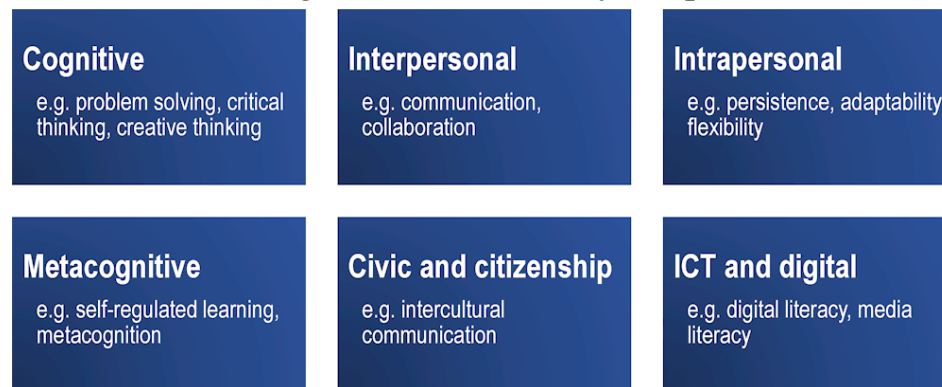 Cognitive
e.g. problem solving, critical
thinking, creative thinking
Interpersonal
e.g. communication,
collaboration
Intrapersonal
e.g. persistence, adaptability
flexibility
Metacognitive
e.g. self-regulated learning,
metacognition
Civic and citizenship
e.g. intercultural
communication
ICT and digital
e.g. digital literacy, media
literacy